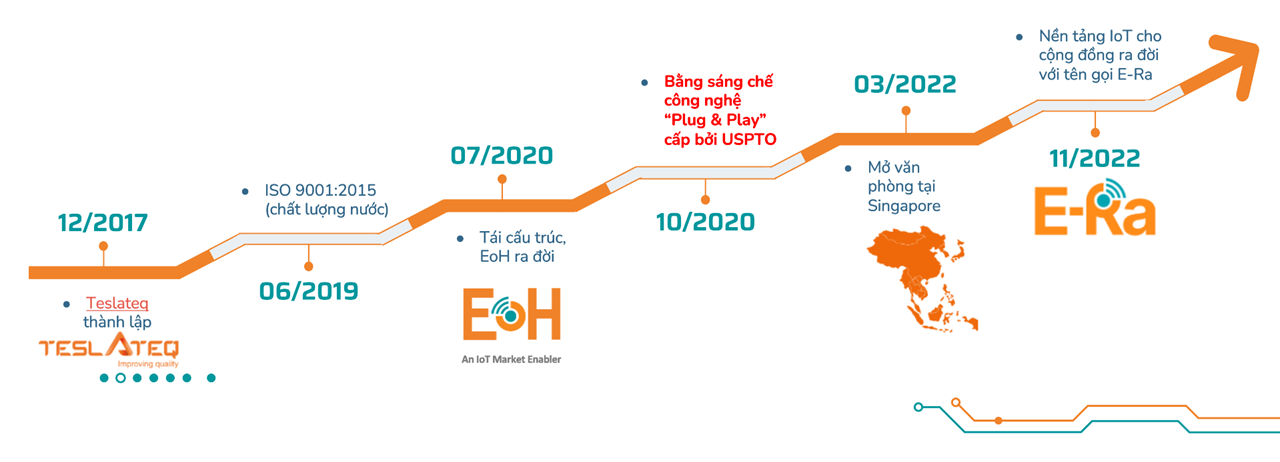 12/2017
• Teslateq
thành lập
TESLATEQ
Improving quality
• ISO 9001:2015
(chất lượng nước)
06/2019
07/2020
• Tái cấu trúc,
EoH ra đời
EoH
An IoT Market Enabler
• Bằng sáng chế
công nghệ
“Plug & Play”
cấp bởi USPTO
10/2020
03/2022
• Mở văn
phòng tại
Singapore
• Nền tảng IoT cho
cộng đồng ra đời
với tên gọi E-Ra
11/2022
E-Ra